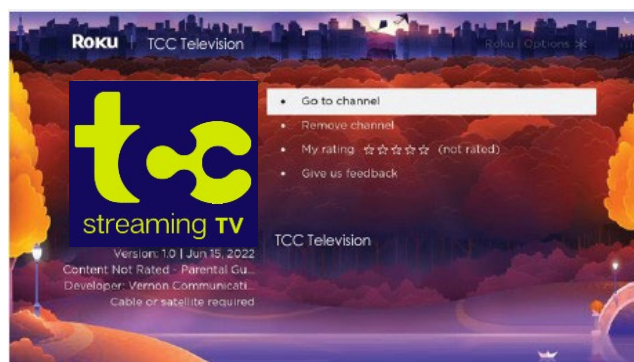 Roku | TCC Television
Roku | Options
tcc
streaming TV
Go to channel
Remove channel
My rating ☆☆☆☆☆ (not rated)
Give us feedback
TCC Television
Version: 1.0 | Jun 15, 2022
Content Not Rated - Parental Gu...
Developer: Vernon Communicati...
Cable or satellite required